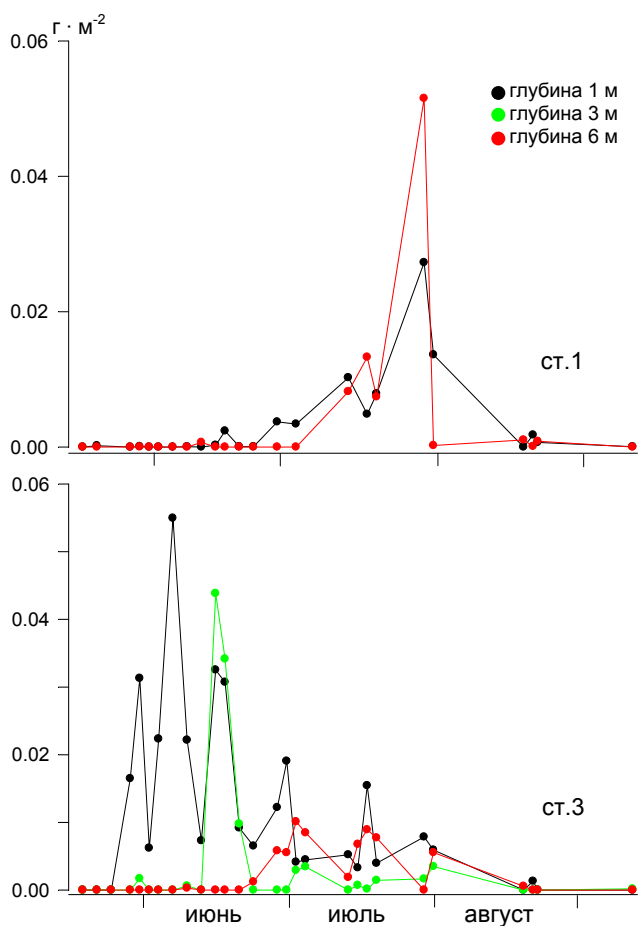 г · м⁻²
0.06
глубина 1 м
глубина 3 м
глубина 6 м
0.04
0.02
ст.1
0.00
0.06
0.04
0.02
ст.3
0.00
июнь июль август